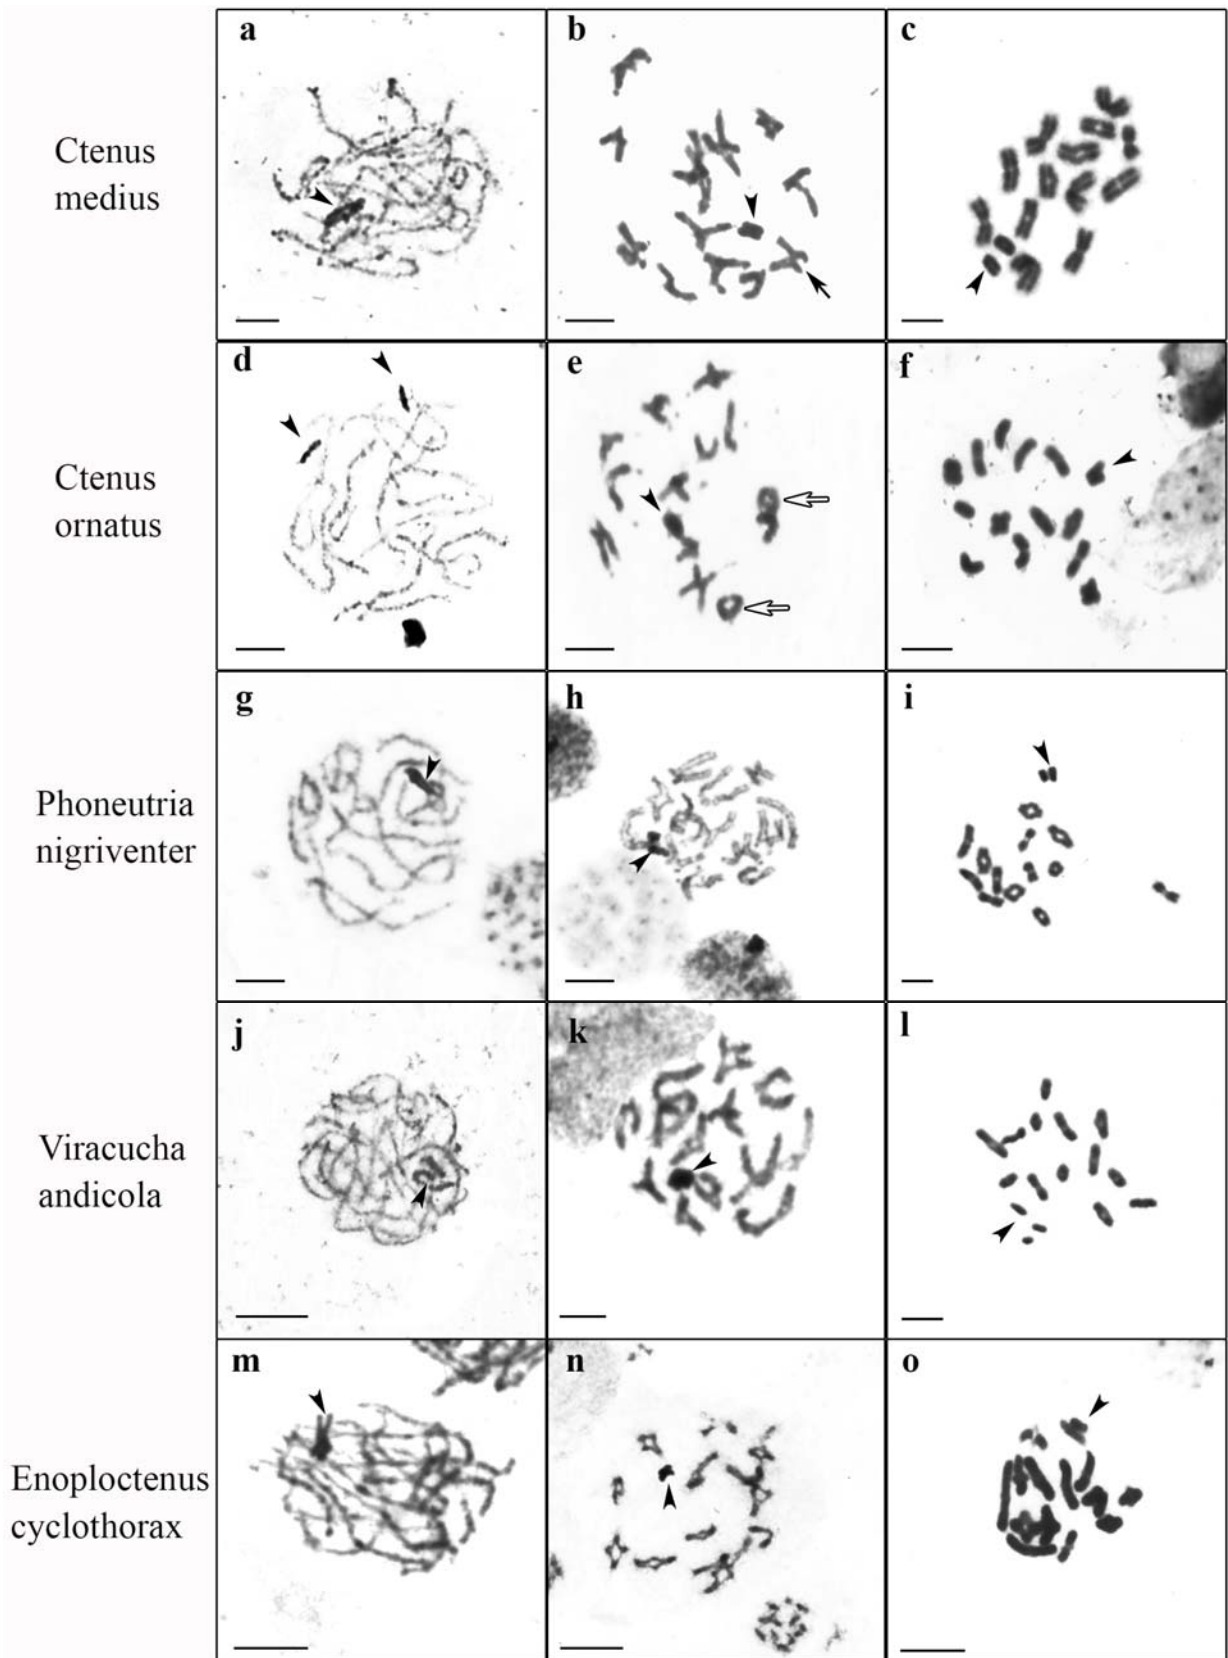 a b c
Ctenus
medius
d e f
Ctenus
ornatus
g h i
Phoneutria
nigriventer
j k l
Viracucha
andicola
m n o
Enoploctenus
cyclothorax